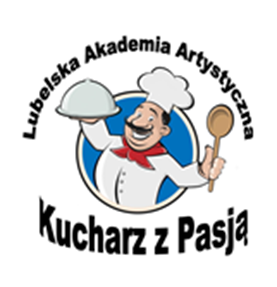 Lubelska Akademia Artystyczna
Kucharz z Pasją